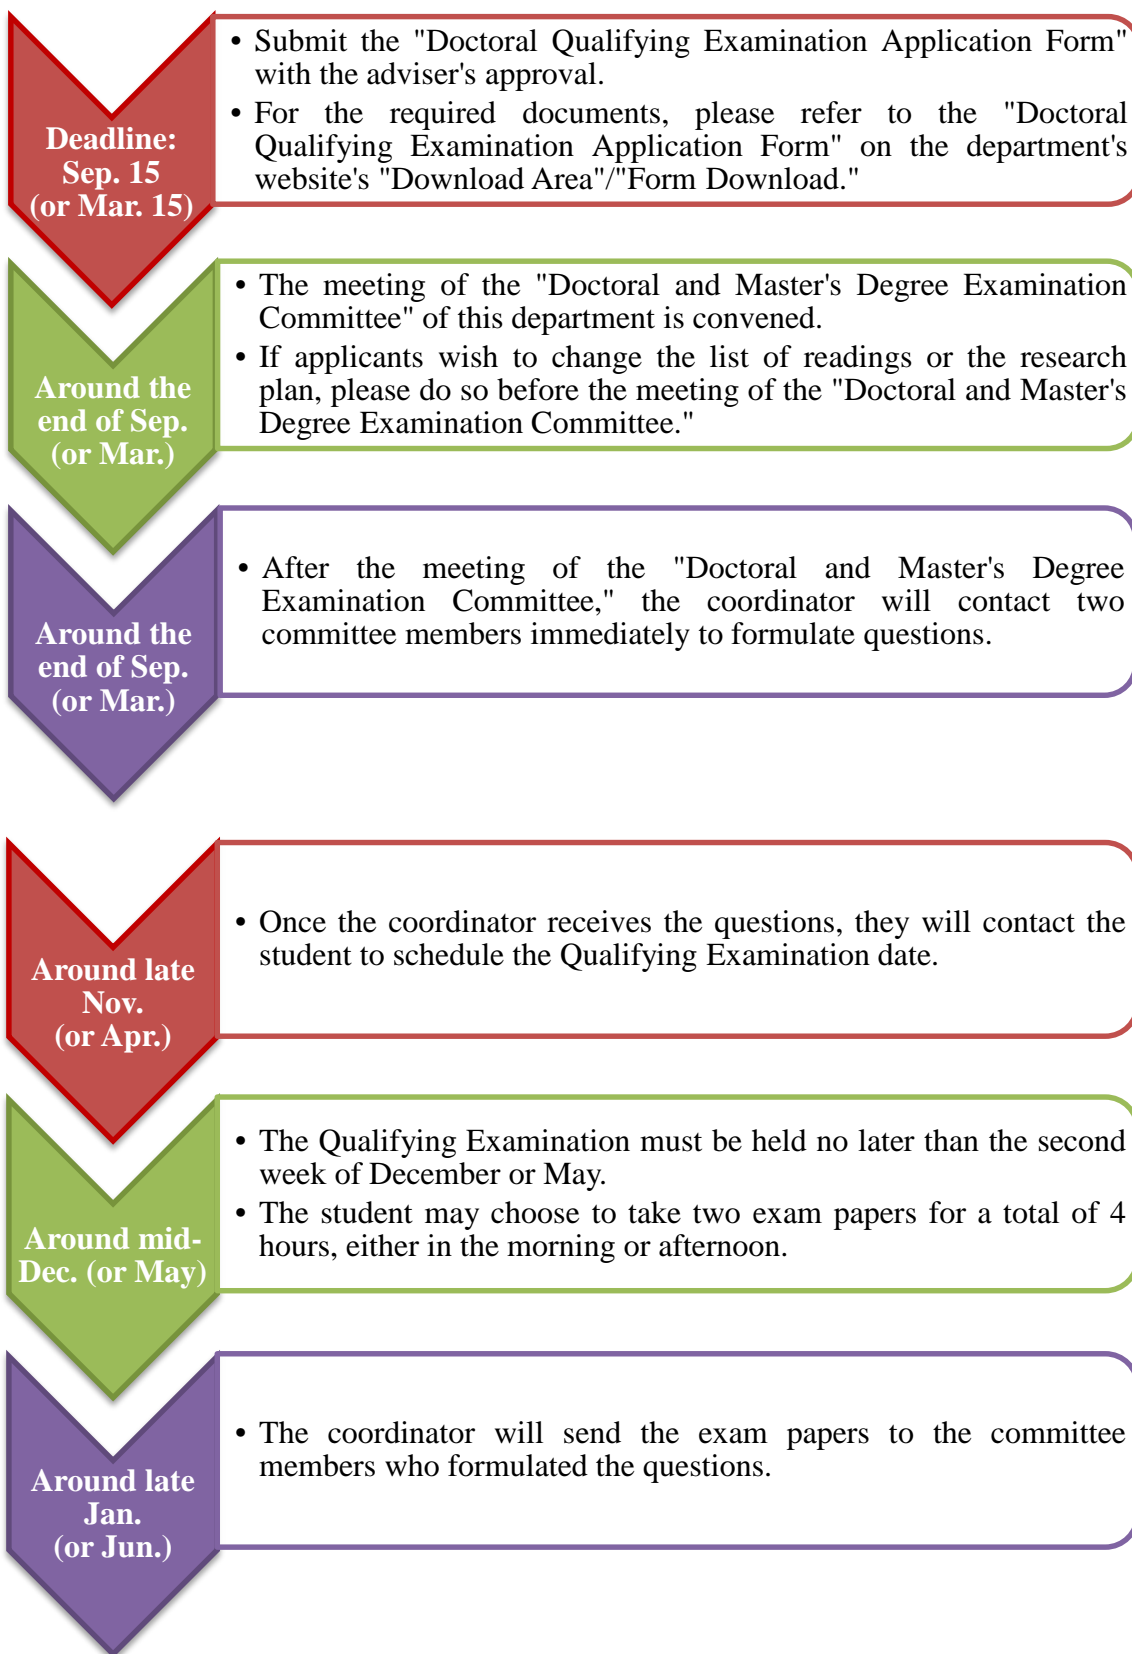 Deadline:
Sep. 15
(or Mar. 15)
• Submit the "Doctoral Qualifying Examination Application Form"
with the adviser's approval.
• For the required documents, please refer to the "Doctoral
Qualifying Examination Application Form" on the department's
website's "Download Area"/"Form Download."
Around the
end of Sep.
(or Mar.)
• The meeting of the "Doctoral and Master's Degree Examination
Committee" of this department is convened.
• If applicants wish to change the list of readings or the research
plan, please do so before the meeting of the "Doctoral and Master's
Degree Examination Committee."
Around the
end of Sep.
(or Mar.)
• After the meeting of the "Doctoral and Master's Degree
Examination Committee," the coordinator will contact two
committee members immediately to formulate questions.
Around late
Nov.
(or Apr.)
• Once the coordinator receives the questions, they will contact the
student to schedule the Qualifying Examination date.
Around mid-
Dec. (or May)
• The Qualifying Examination must be held no later than the second
week of December or May.
• The student may choose to take two exam papers for a total of 4
hours, either in the morning or afternoon.
Around late
Jan.
(or Jun.)
• The coordinator will send the exam papers to the committee
members who formulated the questions.